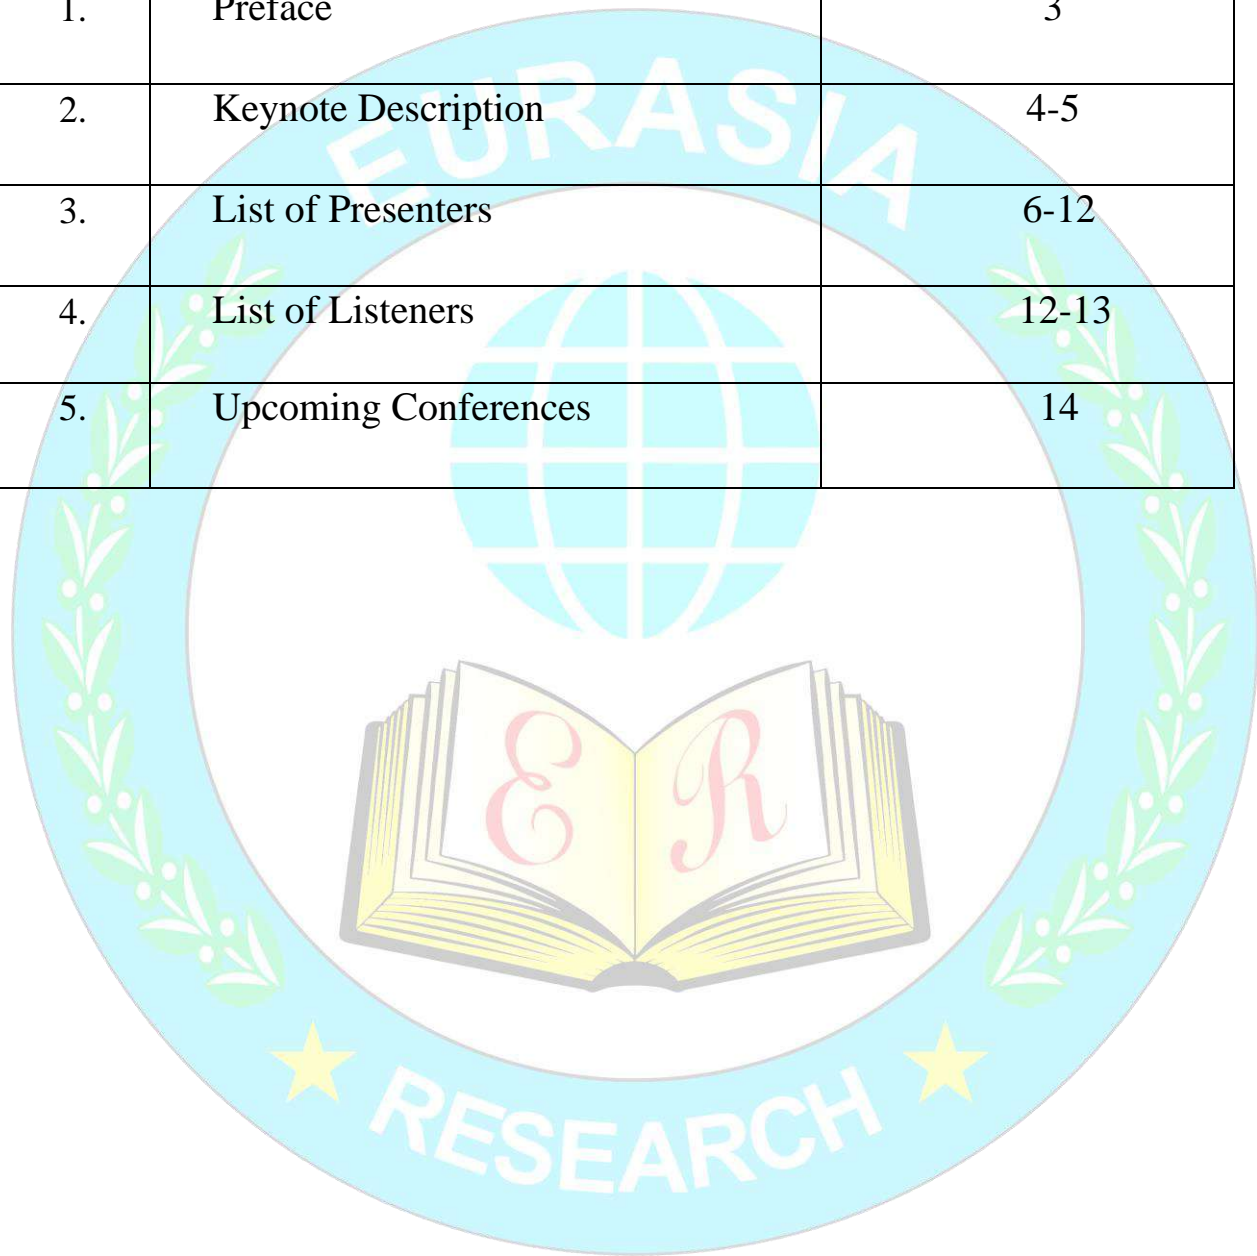 1. Preface 3
2. Keynote Description 4-5
3. List of Presenters 6-12
4. List of Listeners 12-13
5. Upcoming Conferences 14
EURASIA
E R
RESEARCH